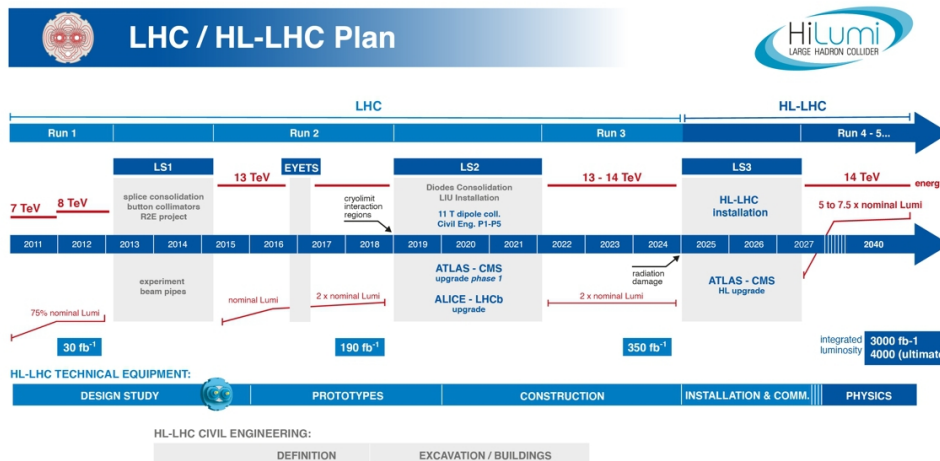 LHC / HL-LHC Plan
HiLumi
LARGE HADRON COLLIDER
LHC
HL-LHC
Run 1
Run 2
Run 3
Run 4 - 5...
LS1
EYETS
LS2
LS3
13 TeV
13 - 14 TeV
14 TeV
energy
7 TeV
8 TeV
splice consolidation
button collimators
R2E project
cryolimit
interaction
regions
Diodes Consolidation
LIU Installation
11 T dipole coll.
Civil Eng. P1-P5
HL-LHC
installation
5 to 7.5 x nominal Lumi
2011
2012
2013
2014
2015
2016
2017
2018
2019
2020
2021
2022
2023
2024
2025
2026
2027
2040
experiment
beam pipes
ATLAS - CMS
upgrade phase 1
ALICE - LHCb
upgrade
radiation
damage
ATLAS - CMS
HL upgrade
75% nominal Lumi
nominal Lumi
2 x nominal Lumi
2 x nominal Lumi
30 fb⁻¹
190 fb⁻¹
350 fb⁻¹
integrated
luminosity
3000 fb-1
4000 (ultimate
HL-LHC TECHNICAL EQUIPMENT:
DESIGN STUDY
PROTOTYPES
CONSTRUCTION
INSTALLATION & COMM.
PHYSICS
HL-LHC CIVIL ENGINEERING:
DEFINITION
EXCAVATION / BUILDINGS